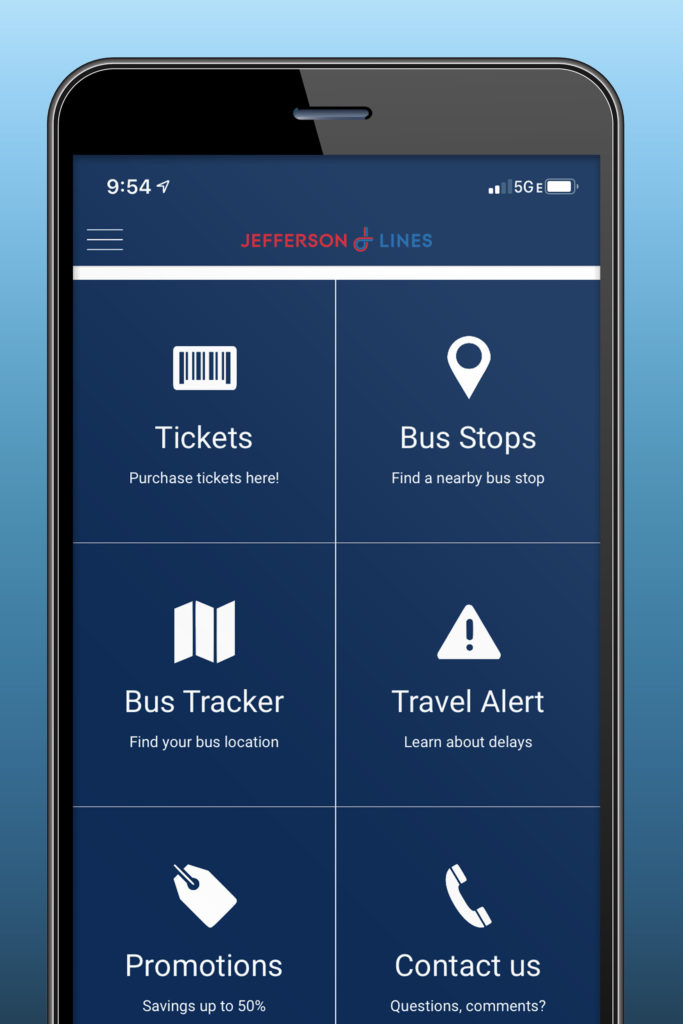 9:54
5GE
JEFFERSON LINES
Tickets
Purchase tickets here!
Bus Stops
Find a nearby bus stop
Bus Tracker
Find your bus location
Travel Alert
Learn about delays
Promotions
Savings up to 50%
Contact us
Questions, comments?